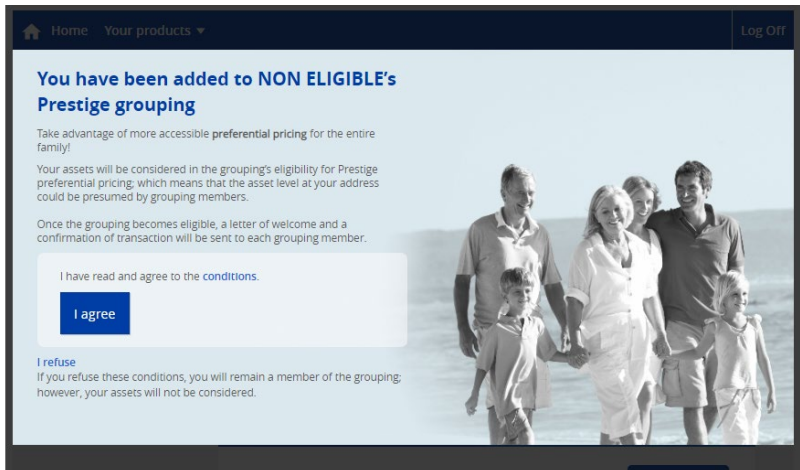 Home Your products Log Off
You have been added to NON ELIGIBLE's
Prestige grouping
Take advantage of more accessible preferential pricing for the entire
family!
Your assets will be considered in the grouping's eligibility for Prestige
preferential pricing; which means that the asset level at your address
could be presumed by grouping members.
Once the grouping becomes eligible, a letter of welcome and a
confirmation of transaction will be sent to each grouping member.
I have read and agree to the conditions.
I agree
I refuse
If you refuse these conditions, you will remain a member of the grouping;
however, your assets will not be considered.